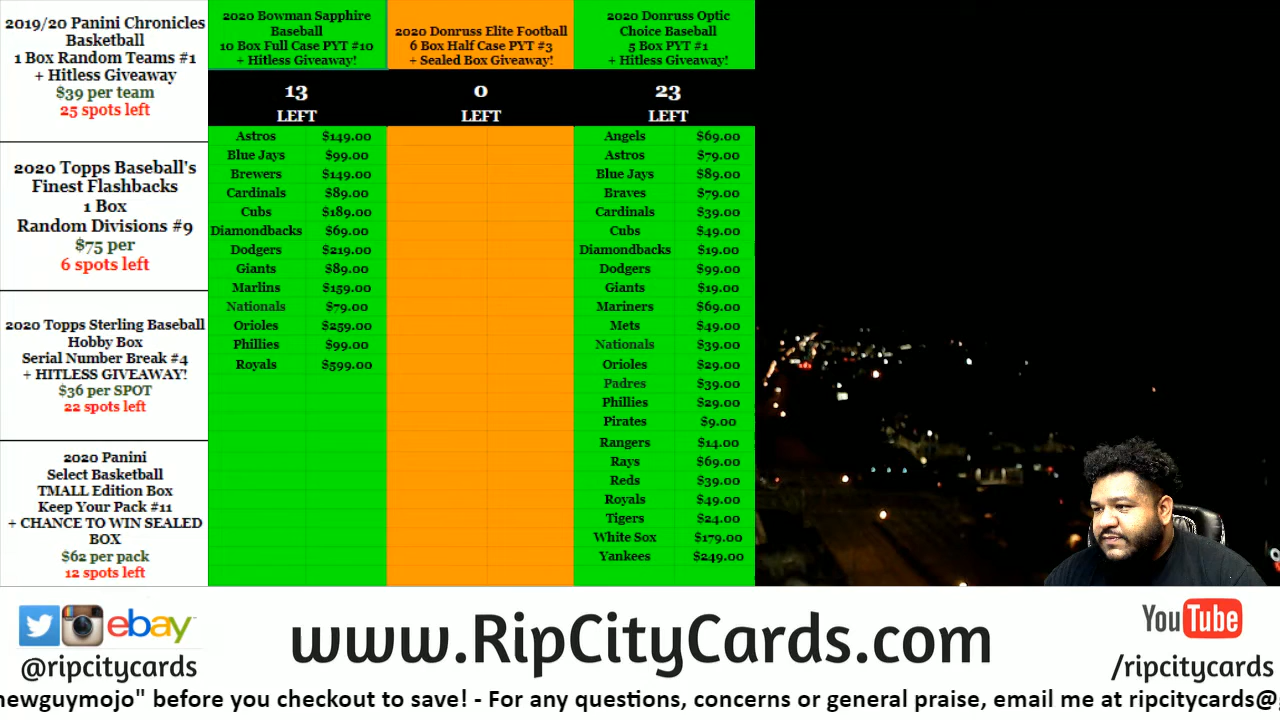 2019/20 Panini Chronicles
Basketball
1 Box Random Teams #1
+ Hitless Giveaway
$39 per team
25 spots left
2020 Topps Baseball's
Finest Flashbacks
1 Box
Random Divisions #9
$75 per
6 spots left
2020 Topps Sterling Baseball
Hobby Box
Serial Number Break #4
+ HITLESS GIVEAWAY!
$36 per SPOT
22 spots left
2020 Panini
Select Basketball
TMALL Edition Box
Keep Your Pack #11
+ CHANCE TO WIN SEALED
BOX
$62 per pack
12 spots left
2020 Bowman Sapphire
Baseball
10 Box Full Case PYT #10
+ Hitless Giveaway!
13
LEFT
Astros $149.00
Blue Jays $99.00
Brewers $149.00
Cardinals $89.00
Cubs $189.00
Diamondbacks $69.00
Dodgers $219.00
Giants $89.00
Marlins $159.00
Nationals $79.00
Orioles $259.00
Phillies $99.00
Royals $599.00
2020 Donruss Elite Football
6 Box Half Case PYT #3
+ Sealed Box Giveaway!
0
LEFT
2020 Donruss Optic
Choice Baseball
5 Box PYT #1
+ Hitless Giveaway!
23
LEFT
Angels $69.00
Astros $79.00
Blue Jays $89.00
Braves $79.00
Cardinals $39.00
Cubs $49.00
Diamondbacks $19.00
Dodgers $99.00
Giants $19.00
Mariners $69.00
Mets $49.00
Nationals $39.00
Orioles $29.00
Padres $39.00
Phillies $29.00
Pirates $9.00
Rangers $14.00
Rays $69.00
Reds $39.00
Royals $49.00
Tigers $24.00
White Sox $179.00
Yankees $249.00
ebay
@ripcitycards
www.RipCityCards.com
YouTube
/ripcitycards
newguymojo" before you checkout to save! - For any questions, concerns or general praise, email me at ripcitycards@g